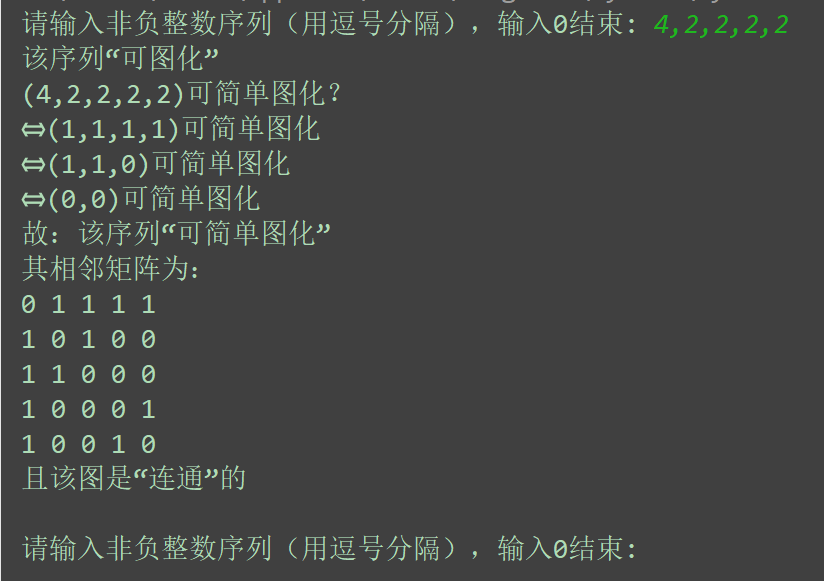 请输入非负整数序列（用逗号分隔），输入0结束: 4,2,2,2,2
该序列“可图化”
(4,2,2,2,2)可简单图化?
⇔(1,1,1,1)可简单图化
⇔(1,1,0)可简单图化
⇔(0,0)可简单图化
故：该序列“可简单图化”
其相邻矩阵为：
0 1 1 1 1
1 0 1 0 0
1 1 0 0 0
1 0 0 0 1
1 0 0 1 0
且该图是“连通”的
请输入非负整数序列（用逗号分隔），输入0结束: